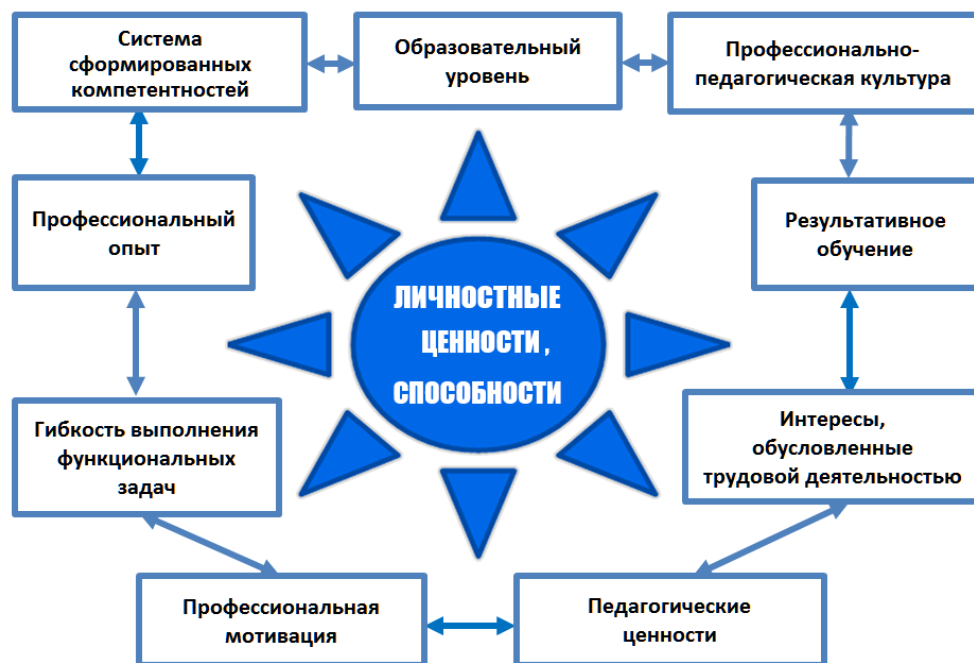 Система
сформированных
компетентностей
Образовательный
уровень
Профессионально-
педагогическая культура
Профессиональный
опыт
Результативное
обучение
ЛИЧНОСТНЫЕ
ЦЕННОСТИ ,
СПОСОБНОСТИ
Гибкость выполнения
функциональных
задач
Интересы,
обусловленные
трудовой деятельностью
Профессиональная
мотивация
Педагогические
ценности